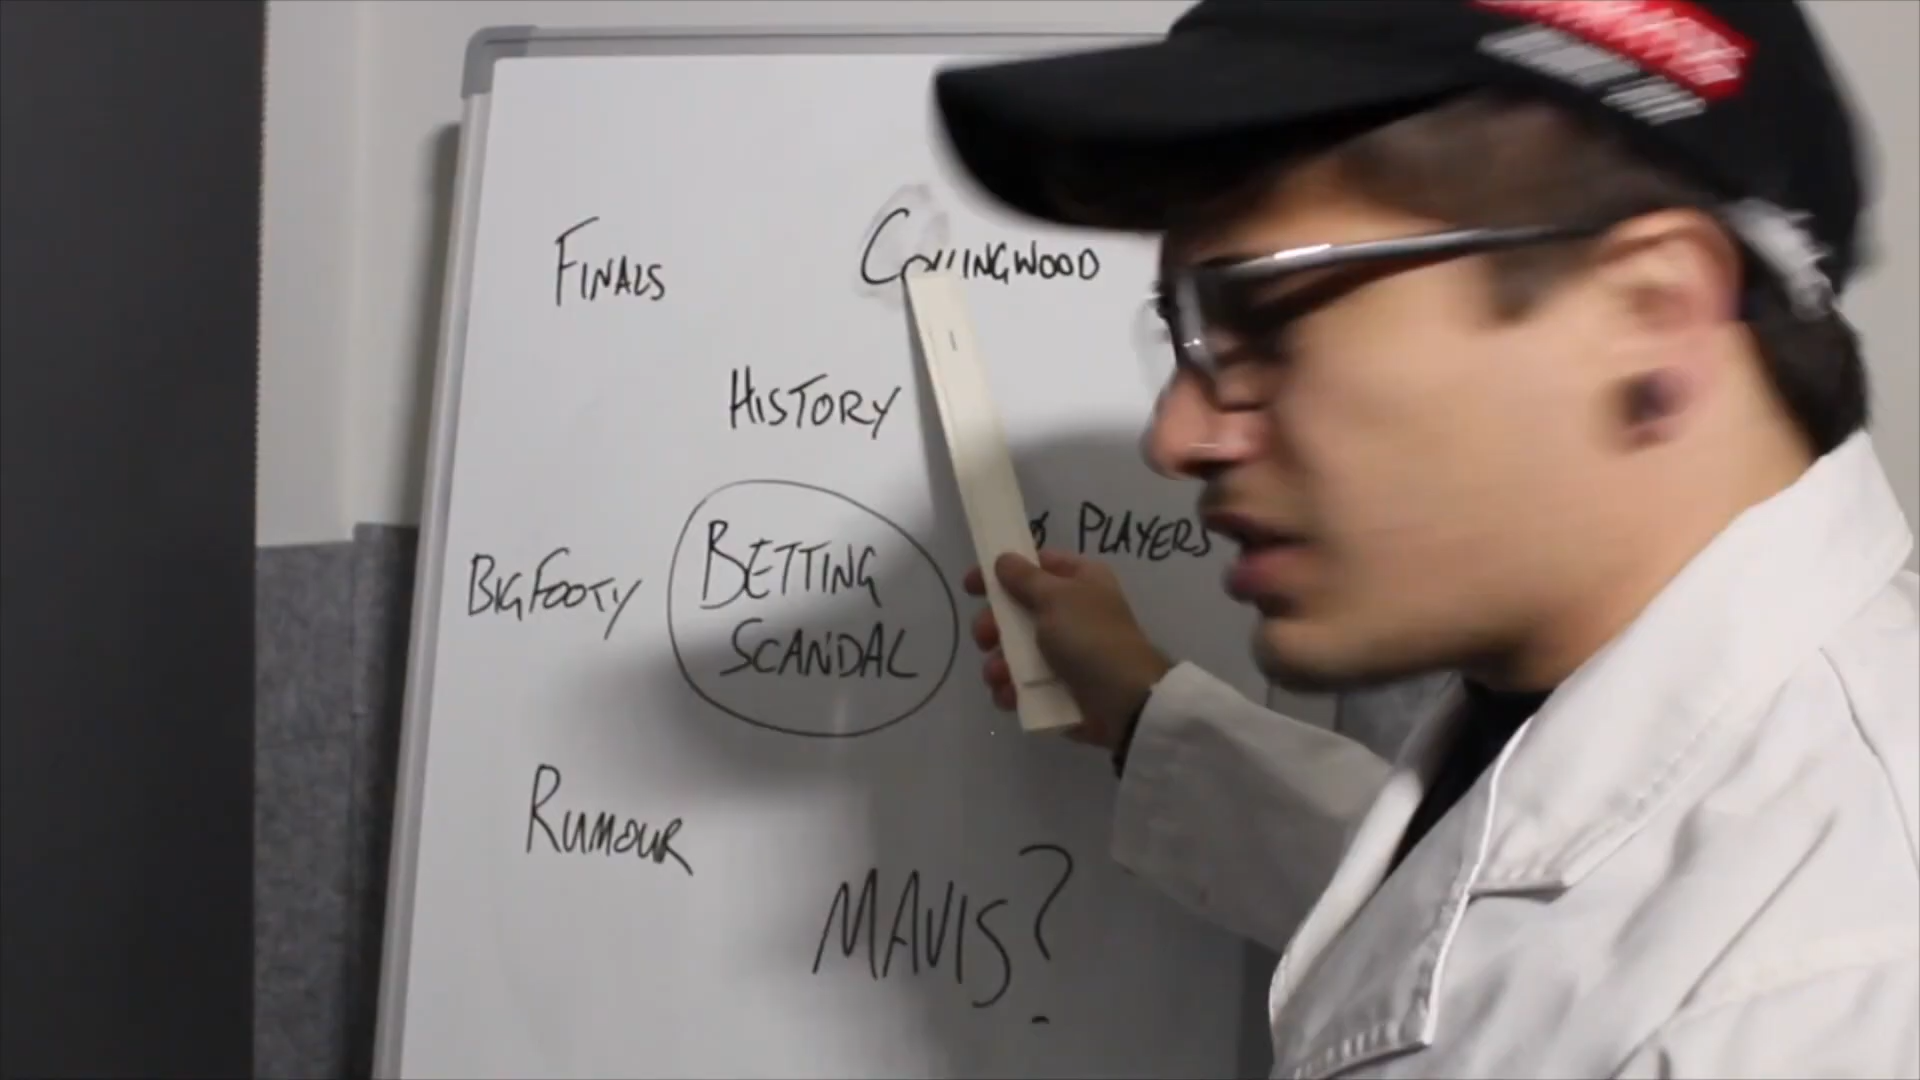 FINALS
COLLINGWOOD
HISTORY
PLAYERS
BIGFOOTY
BETTING
SCANDAL
RUMOUR
MAVIS?